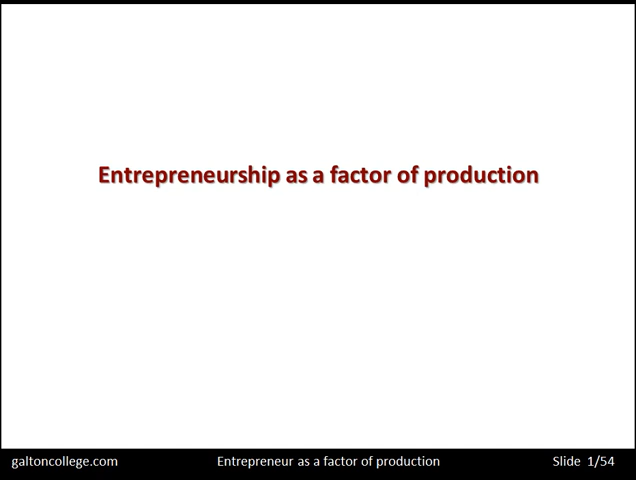 Entrepreneurship as a factor of production
galtoncollege.com Entrepreneur as a factor of production Slide 1/54